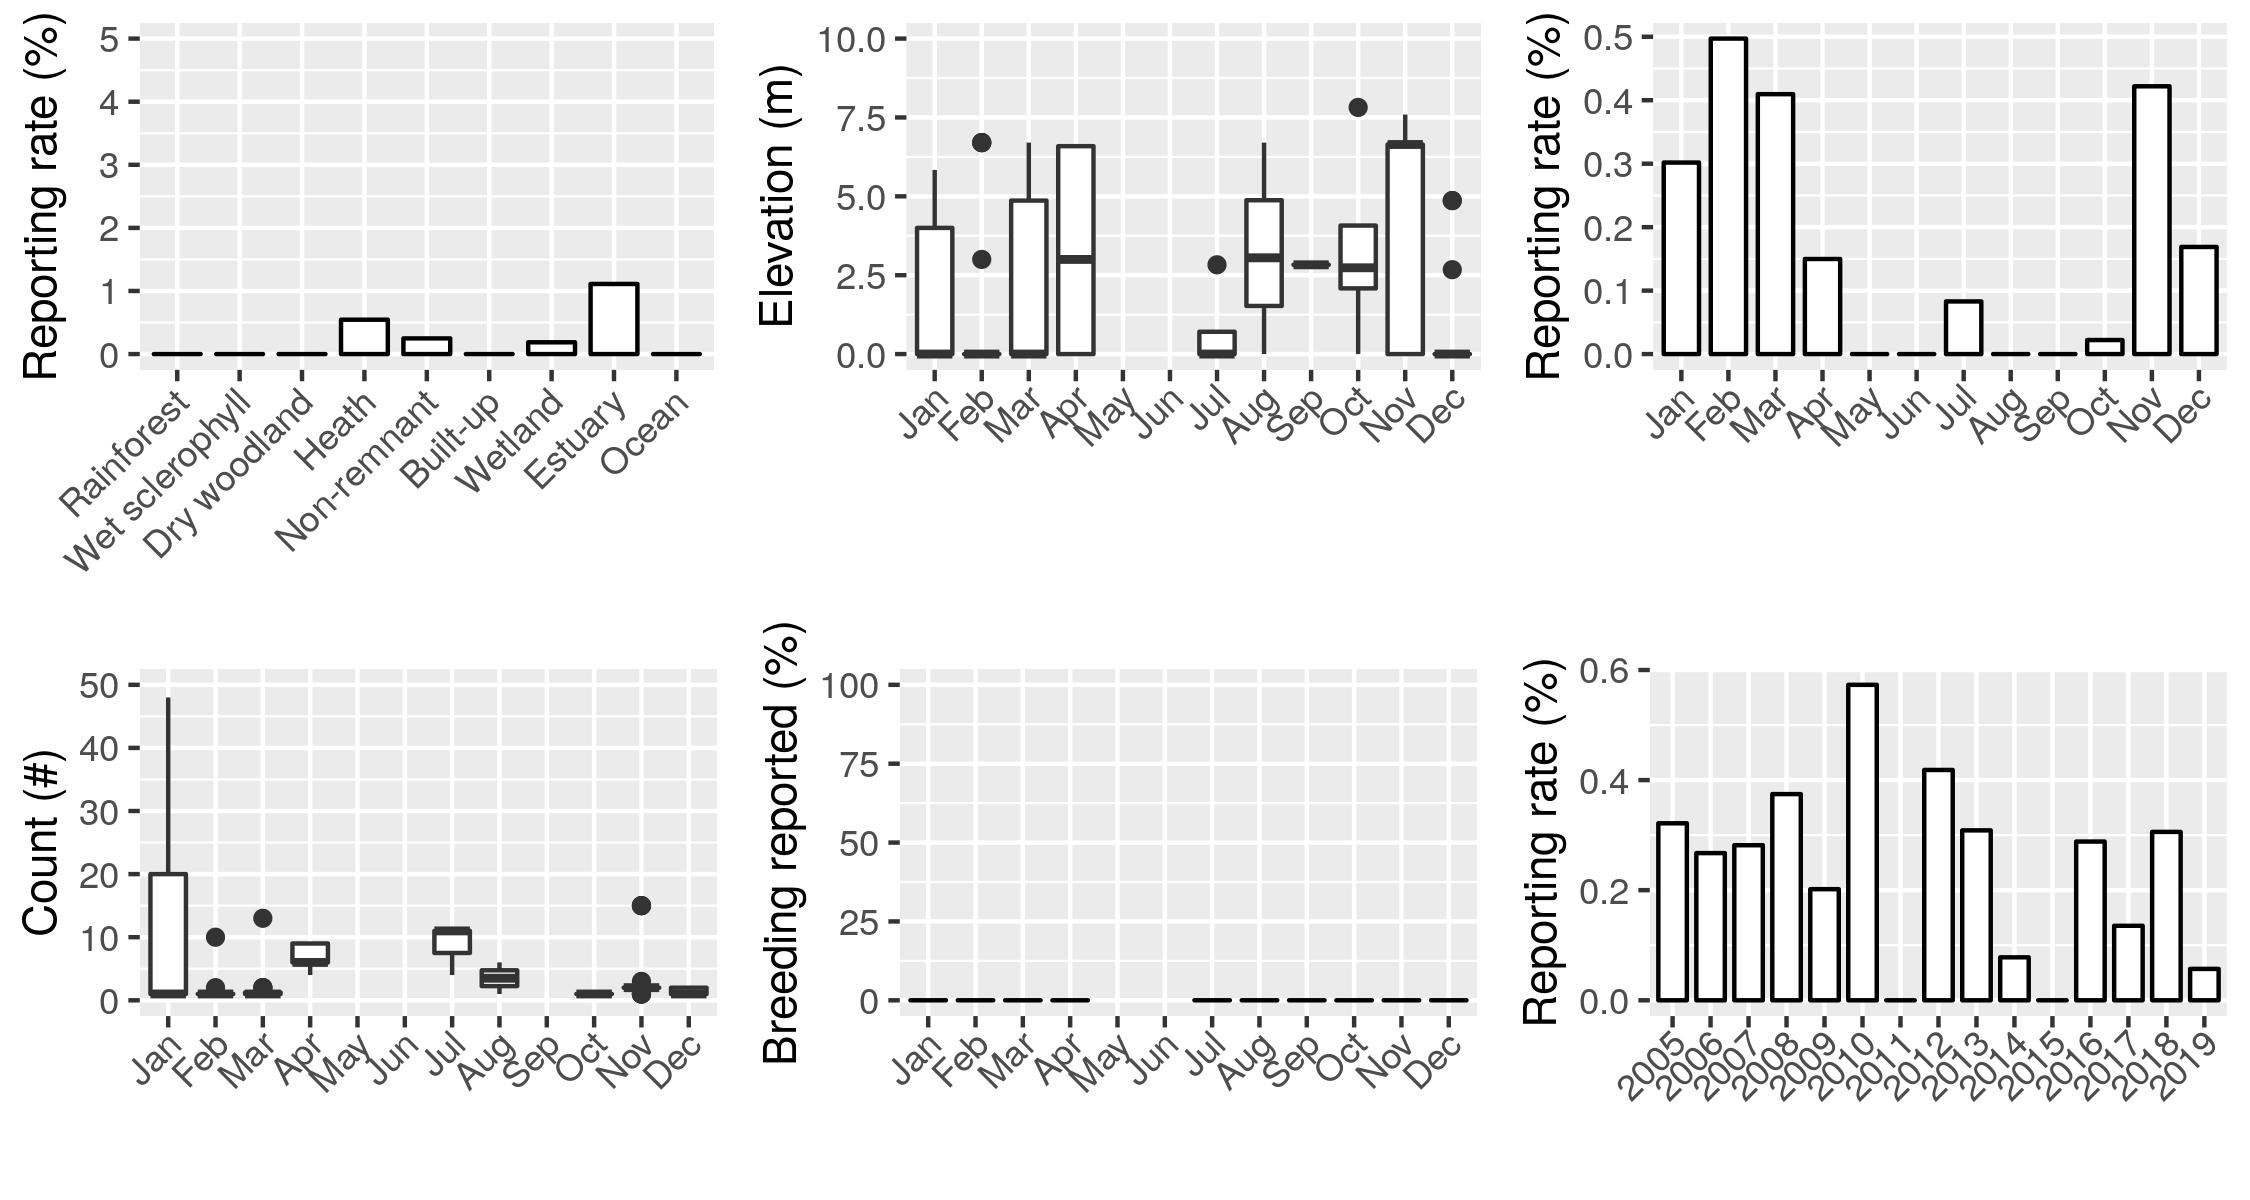 Reporting rate (%)
5
4
3
2
1
0
Rainforest
Wet sclerophyll
Dry woodland
Heath
Non-remnant
Built-up
Wetland
Estuary
Ocean
Elevation (m)
10.0
7.5
5.0
2.5
0.0
Jan
Feb
Mar
Apr
May
Jun
Jul
Aug
Sep
Oct
Nov
Dec
Reporting rate (%)
0.5
0.4
0.3
0.2
0.1
0.0
Jan
Feb
Mar
Apr
May
Jun
Jul
Aug
Sep
Oct
Nov
Dec
Count (#)
50
40
30
20
10
0
Jan
Feb
Mar
Apr
May
Jun
Jul
Aug
Sep
Oct
Nov
Dec
Breeding reported (%)
100
75
50
25
0
Jan
Feb
Mar
Apr
May
Jun
Jul
Aug
Sep
Oct
Nov
Dec
Reporting rate (%)
0.6
0.4
0.2
0.0
2005
2006
2007
2008
2009
2010
2011
2012
2013
2014
2015
2016
2017
2018
2019